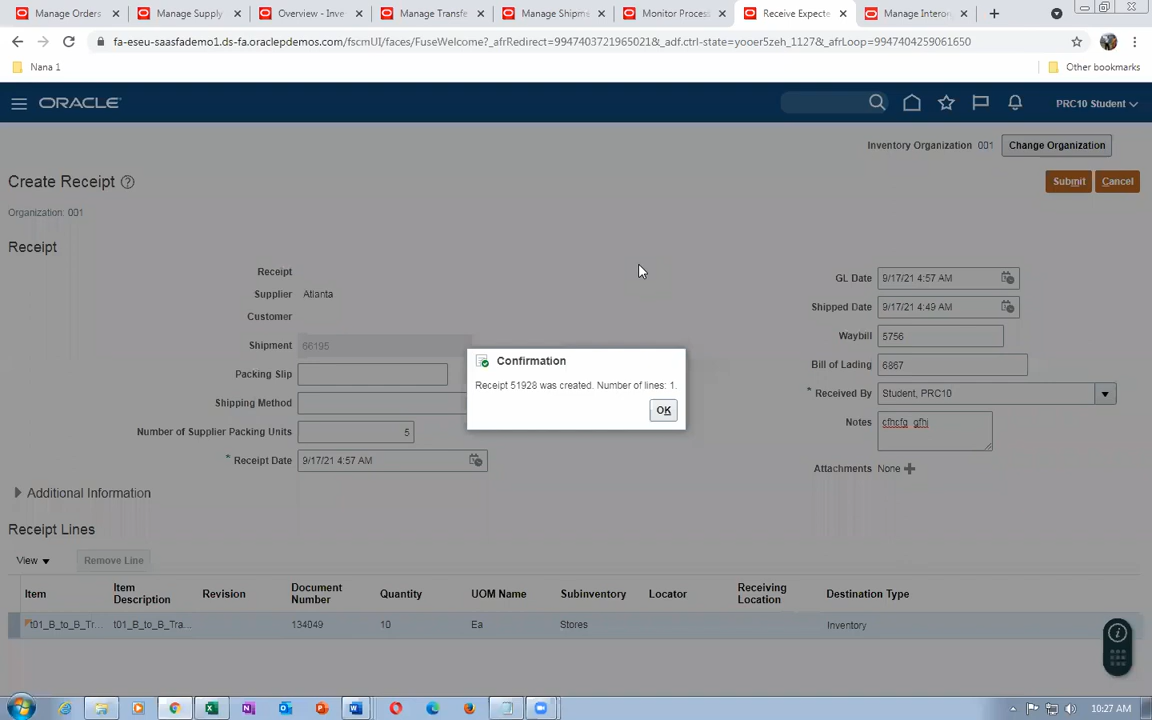 Manage Orders
Manage Supply
Overview - Inve
Manage Transfe
Manage Shipme
Monitor Process
Receive Expecte
Manage Interorg
fa-eseu-saasfademo1.ds-fa.oraclepdemos.com/fscmUI/faces/FuseWelcome?_afrRedirect=9947403721965021&_adf.ctrl-state=yooer5zeh_1127&_afrLoop=9947404259061650
Nana 1
Other bookmarks
ORACLE
PRC10 Student
Inventory Organization 001
Change Organization
Create Receipt
Submit
Cancel
Organization: 001
Receipt
Receipt
Supplier Atlanta
Customer
Shipment 66195
Packing Slip
Shipping Method
Number of Supplier Packing Units 5
* Receipt Date 9/17/21 4:57 AM
GL Date 9/17/21 4:57 AM
Shipped Date 9/17/21 4:49 AM
Waybill 5756
Bill of Lading 6867
* Received By Student, PRC10
Notes cfhcfg gfhj
Attachments None
Confirmation
Receipt 51928 was created. Number of lines: 1.
OK
Additional Information
Receipt Lines
View
Remove Line
Item
Item Description
Revision
Document Number
Quantity
UOM Name
Subinventory
Locator
Receiving Location
Destination Type
t01_B_to_B_Tr...
t01_B_to_B_Tra...
134049
10
Ea
Stores
Inventory
10:27 AM